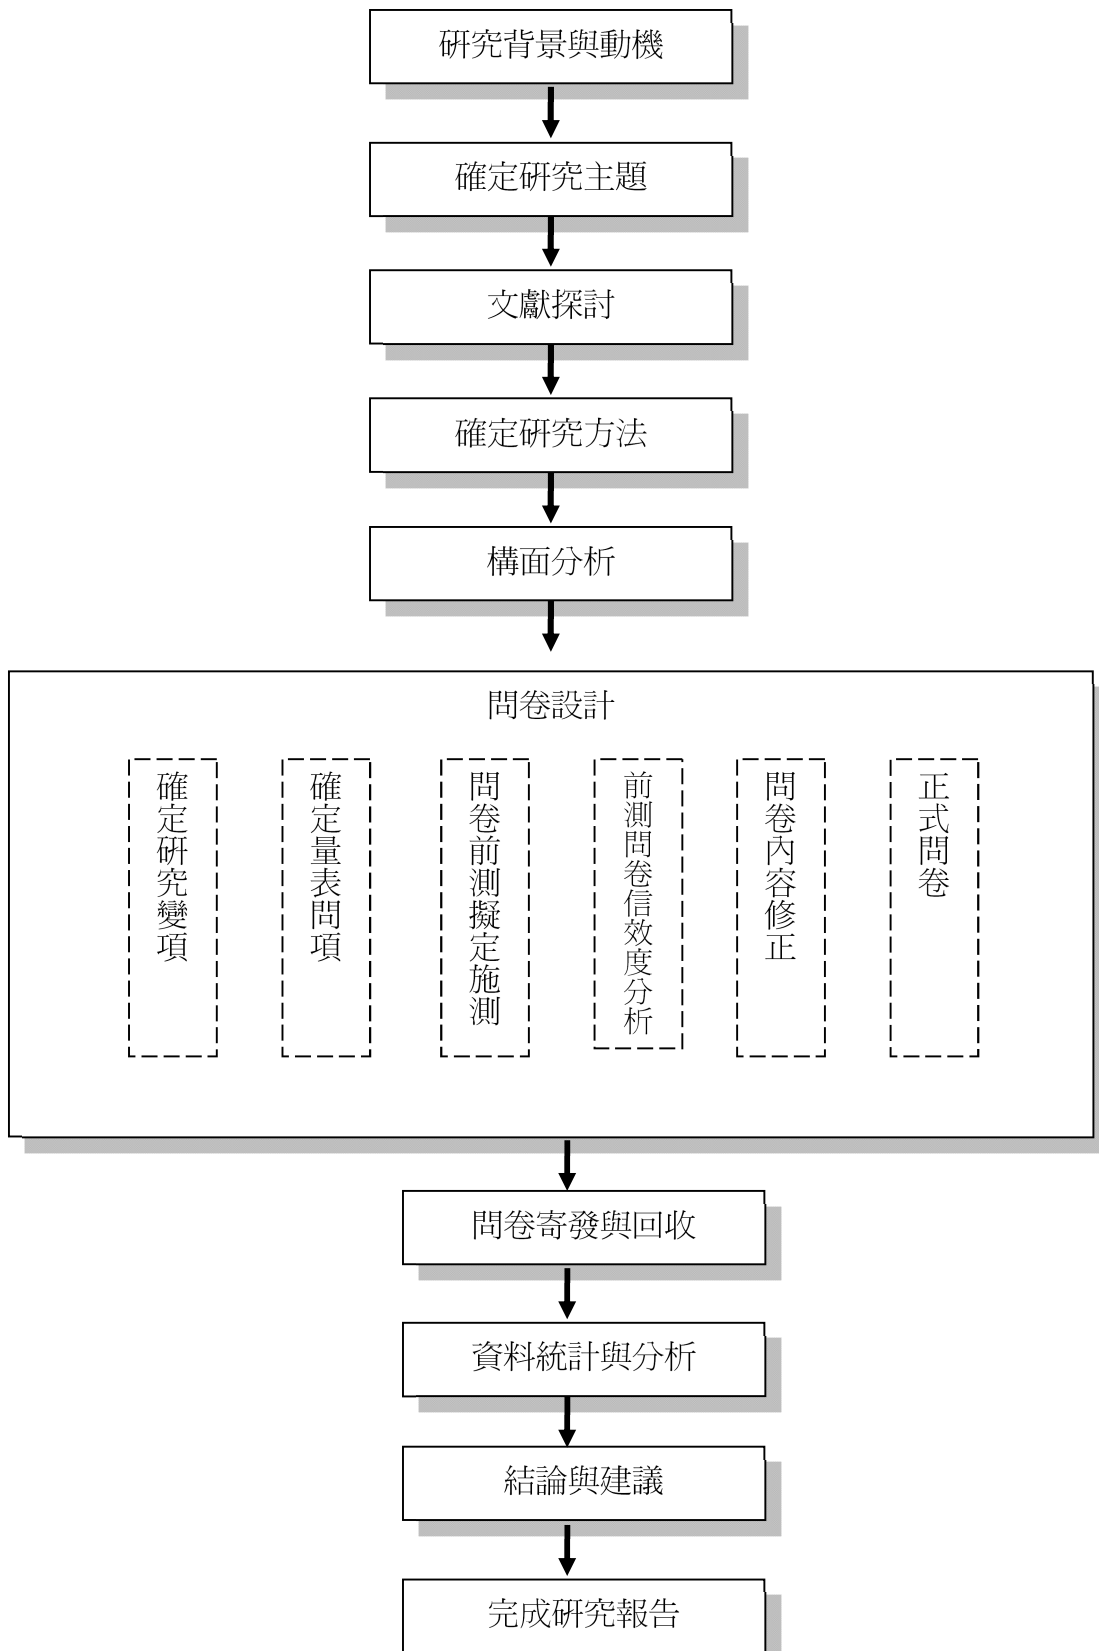 研究背景與動機
確定研究主題
文獻探討
確定研究方法
構面分析
問卷設計
確定研究變項
確定量表問項
問卷前測擬定施測
前測問卷信效度分析
問卷內容修正
正式問卷
問卷寄發與回收
資料統計與分析
結論與建議
完成研究報告